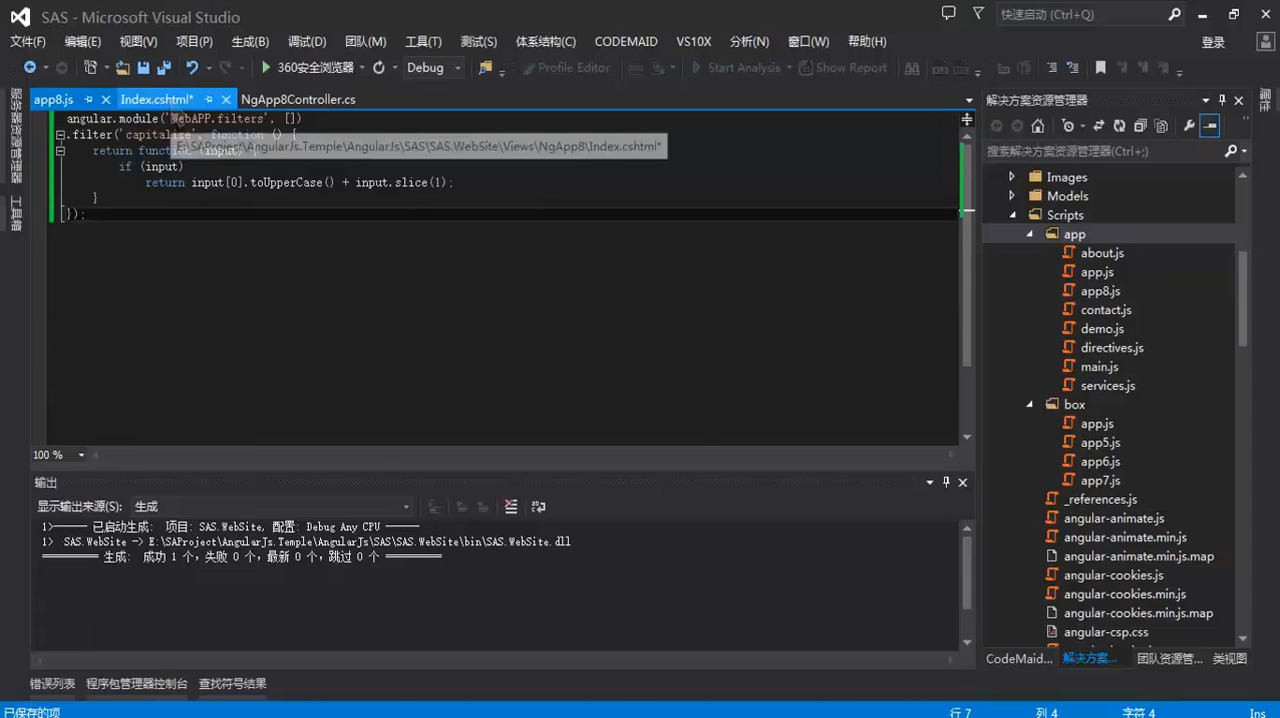 SAS - Microsoft Visual Studio
快速启动 (Ctrl+Q)
文件(F) 编辑(E) 视图(V) 项目(P) 生成(B) 调试(D) 团队(M) 工具(T) 测试(S) 体系结构(C) CODEMAID VS10X 分析(N) 窗口(W) 帮助(H) 登录
360安全浏览器 Debug Profile Editor Start Analysis Show Report
app8.js Index.cshtml* NgApp8Controller.cs
angular.module('WebAPP.filters', [])
.filter('capitalize', function () {
return function (input) {
E:\SAProject\AngularJs.Temple\AngularJs\SAS\SAS.WebSite\Views\NgApp8\Index.cshtml*
if (input)
return input[0].toUpperCase() + input.slice(1);
}
});
100 %
服务器资源管理器
工具箱
解决方案资源管理器
搜索解决方案资源管理器(Ctrl+;)
Images
Models
Scripts
app
about.js
app.js
app8.js
contact.js
demo.js
directives.js
main.js
services.js
box
app.js
app5.js
app6.js
app7.js
_references.js
angular-animate.js
angular-animate.min.js
angular-animate.min.js.map
angular-cookies.js
angular-cookies.min.js
angular-cookies.min.js.map
angular-csp.css
CodeMaid... 解决方案... 团队资源管... 类视图
属性
输出
显示输出来源(S): 生成
1>------ 已启动生成: 项目: SAS.WebSite, 配置: Debug Any CPU ------
1> SAS.WebSite -> E:\SAProject\AngularJs.Temple\AngularJs\SAS\SAS.WebSite\bin\SAS.WebSite.dll
========== 生成: 成功 1 个，失败 0 个，最新 0 个，跳过 0 个 ==========
错误列表 程序包管理器控制台 查找符号结果
已保存的项 行 7 列 4 字符 4 Ins